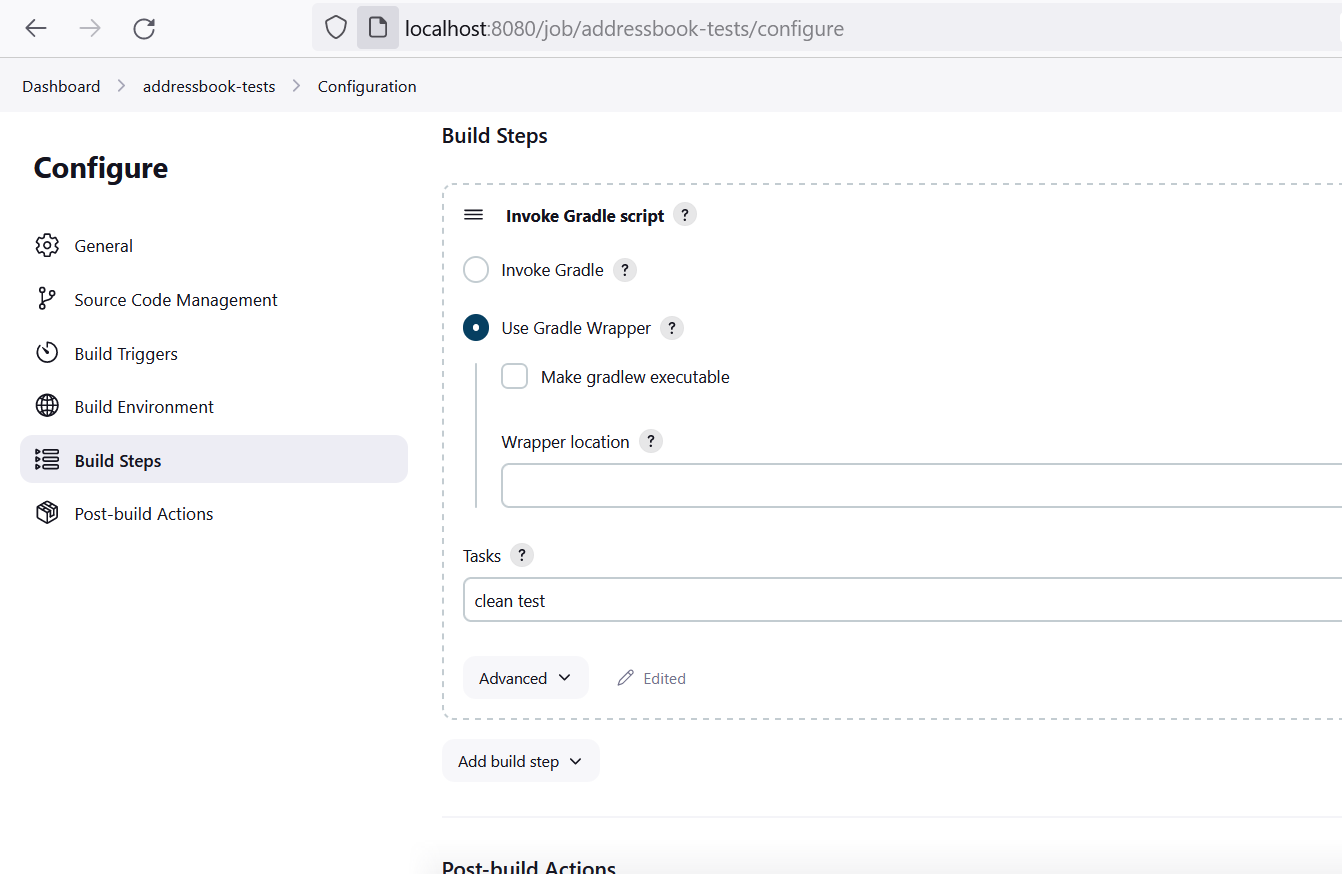 localhost:8080/job/addressbook-tests/configure
Dashboard > addressbook-tests > Configuration
Configure
General
Source Code Management
Build Triggers
Build Environment
Build Steps
Post-build Actions
Build Steps
Invoke Gradle script ?
Invoke Gradle ?
Use Gradle Wrapper ?
Make gradlew executable
Wrapper location ?
Tasks ?
clean test
Advanced
Edited
Add build step
Post-build Actions